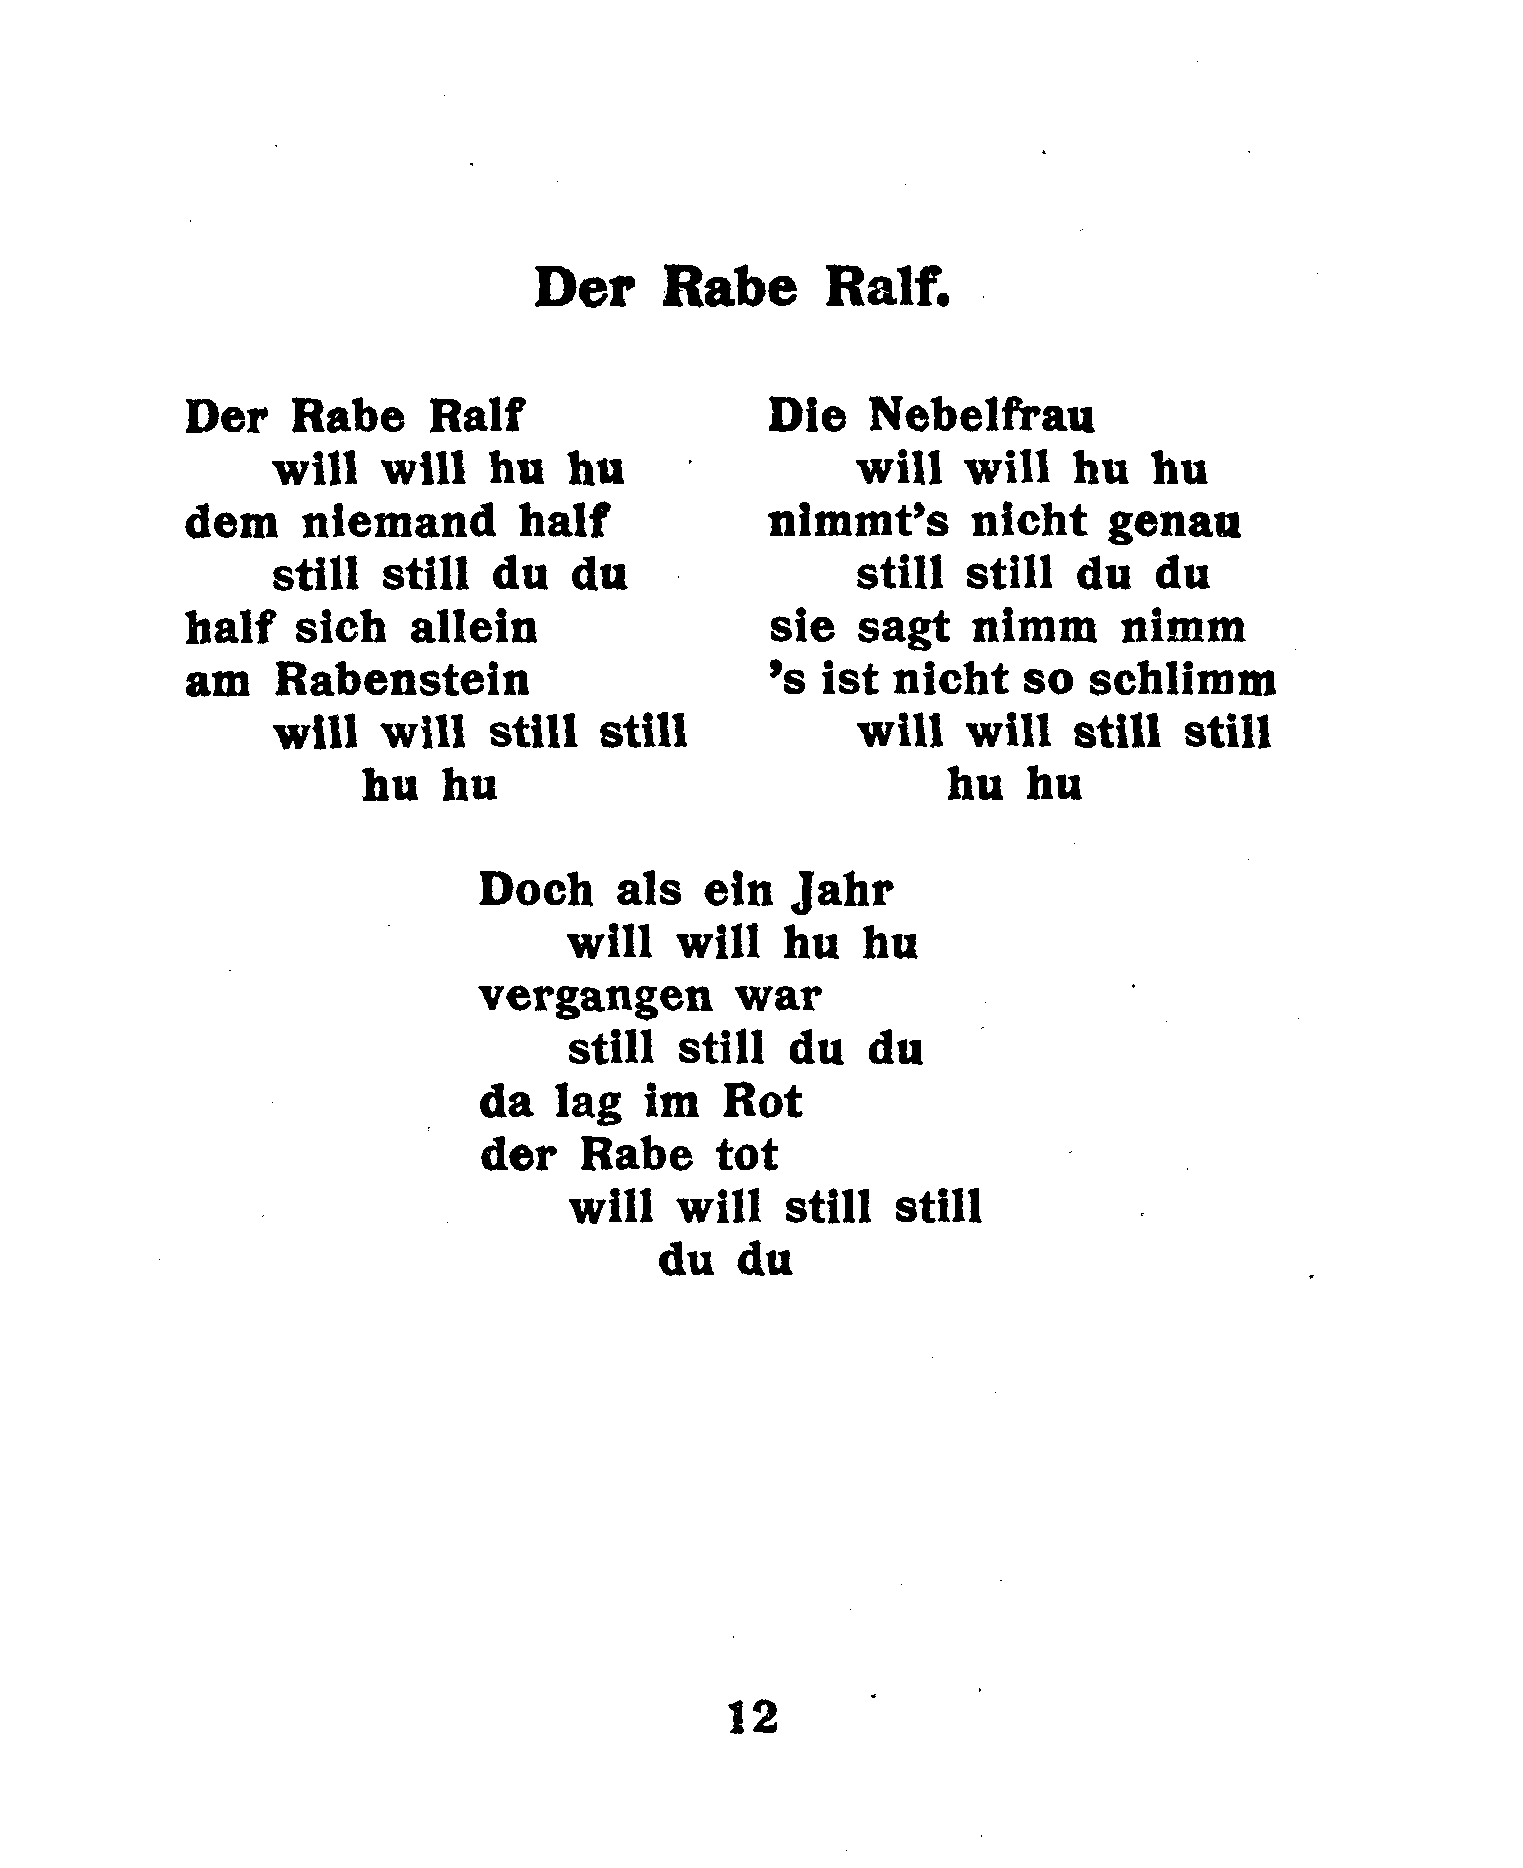 Der Rabe Ralf.
Der Rabe Ralf
will will hu hu
dem niemand half
still still du du
half sich allein
am Rabenstein
will will still still
hu hu
Die Nebelfrau
will will hu hu
nimmt's nicht genau
still still du du
sie sagt nimm nimm
's ist nicht so schlimm
will will still still
hu hu
Doch als ein Jahr
will will hu hu
vergangen war
still still du du
da lag im Rot
der Rabe tot
will will still still
du du
12